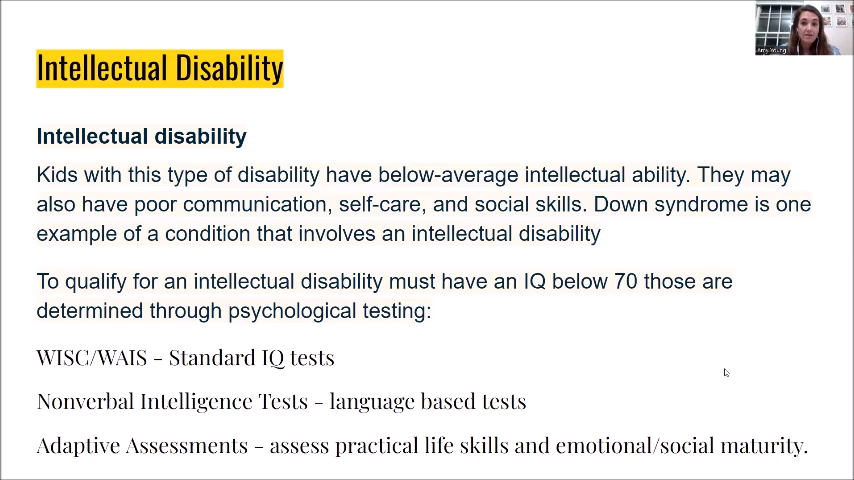 Intellectual Disability
Intellectual disability
Kids with this type of disability have below-average intellectual ability. They may
also have poor communication, self-care, and social skills. Down syndrome is one
example of a condition that involves an intellectual disability
To qualify for an intellectual disability must have an IQ below 70 those are
determined through psychological testing:
WISC/WAIS - Standard IQ tests
Nonverbal Intelligence Tests - language based tests
Adaptive Assessments - assess practical life skills and emotional/social maturity.
Amy Young